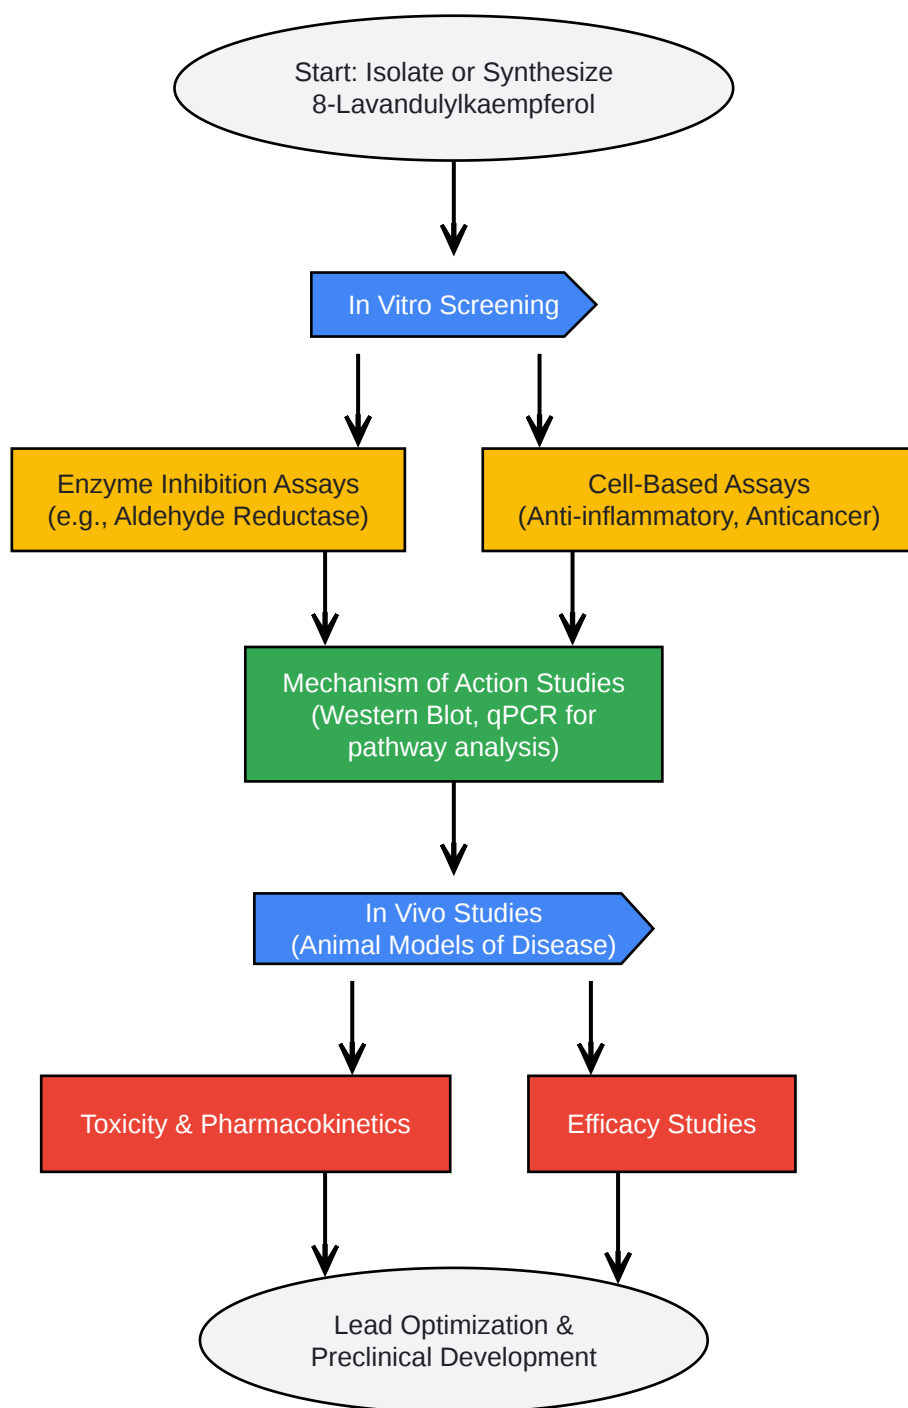 Start: Isolate or Synthesize
8-Lavandulylkaempferol
In Vitro Screening
Enzyme Inhibition Assays
(e.g., Aldehyde Reductase)
Cell-Based Assays
(Anti-inflammatory, Anticancer)
Mechanism of Action Studies
(Western Blot, qPCR for
pathway analysis)
In Vivo Studies
(Animal Models of Disease)
Toxicity & Pharmacokinetics
Efficacy Studies
Lead Optimization &
Preclinical Development